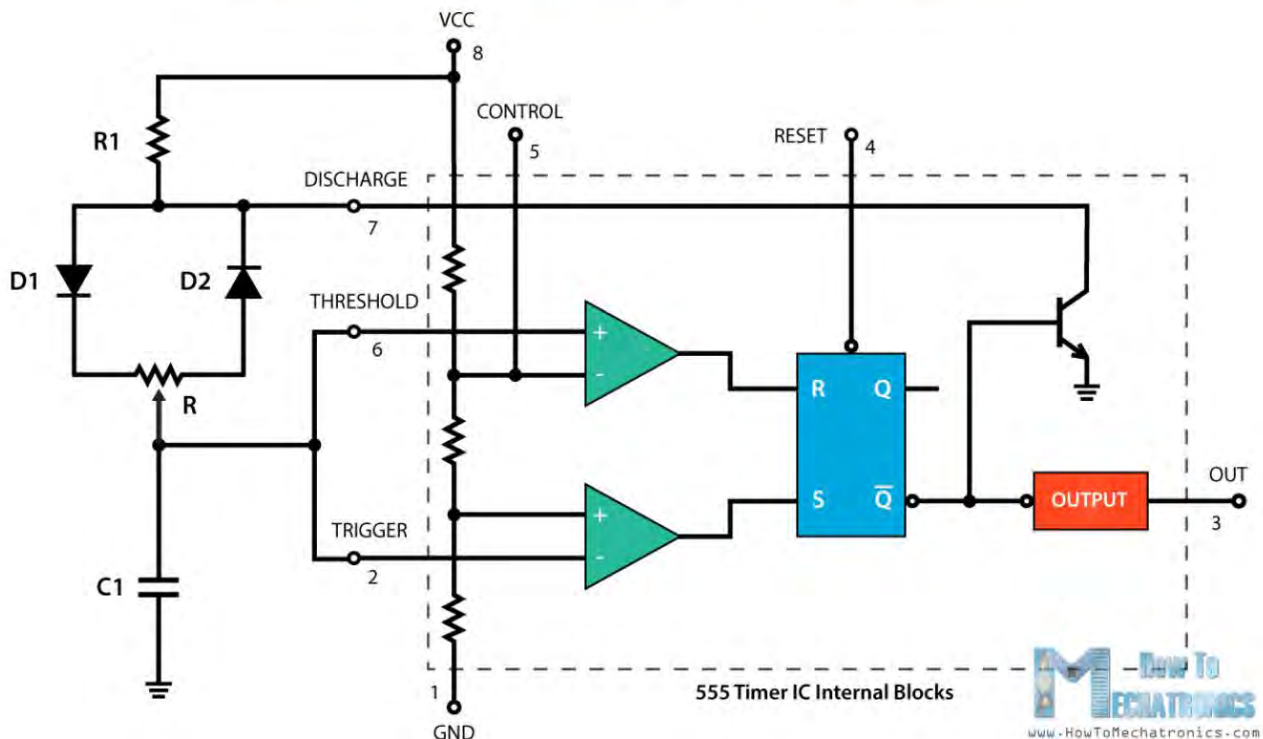 VCC
8
CONTROL
5
RESET
4
R1
DISCHARGE
7
D1
D2
THRESHOLD
6
+
-
R
R
Q
S
Q̅
OUTPUT
OUT
3
TRIGGER
2
+
-
C1
1
GND
555 Timer IC Internal Blocks
How To
MECHATRONICS
www.HowToMechatronics.com